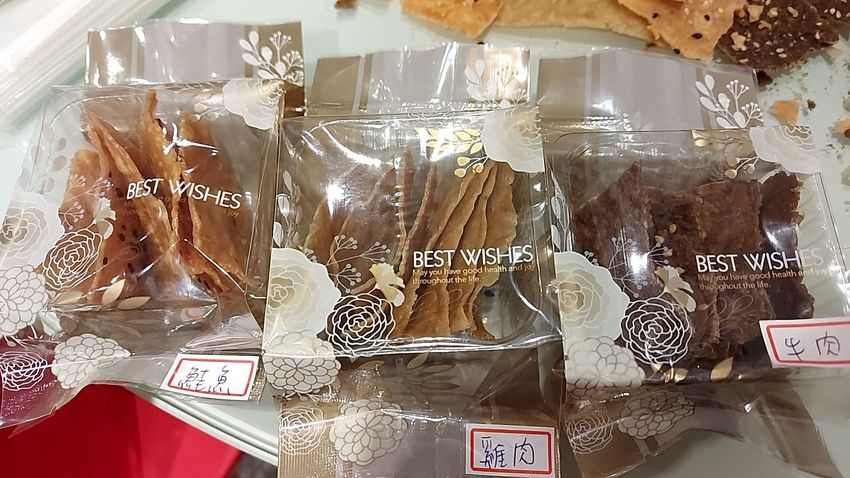 BEST WISHES
鮭魚
BEST WISHES
May you have good health and joy
throughout the life.
雞肉
BEST WISHES
May you have good health and joy
throughout the life.
牛肉